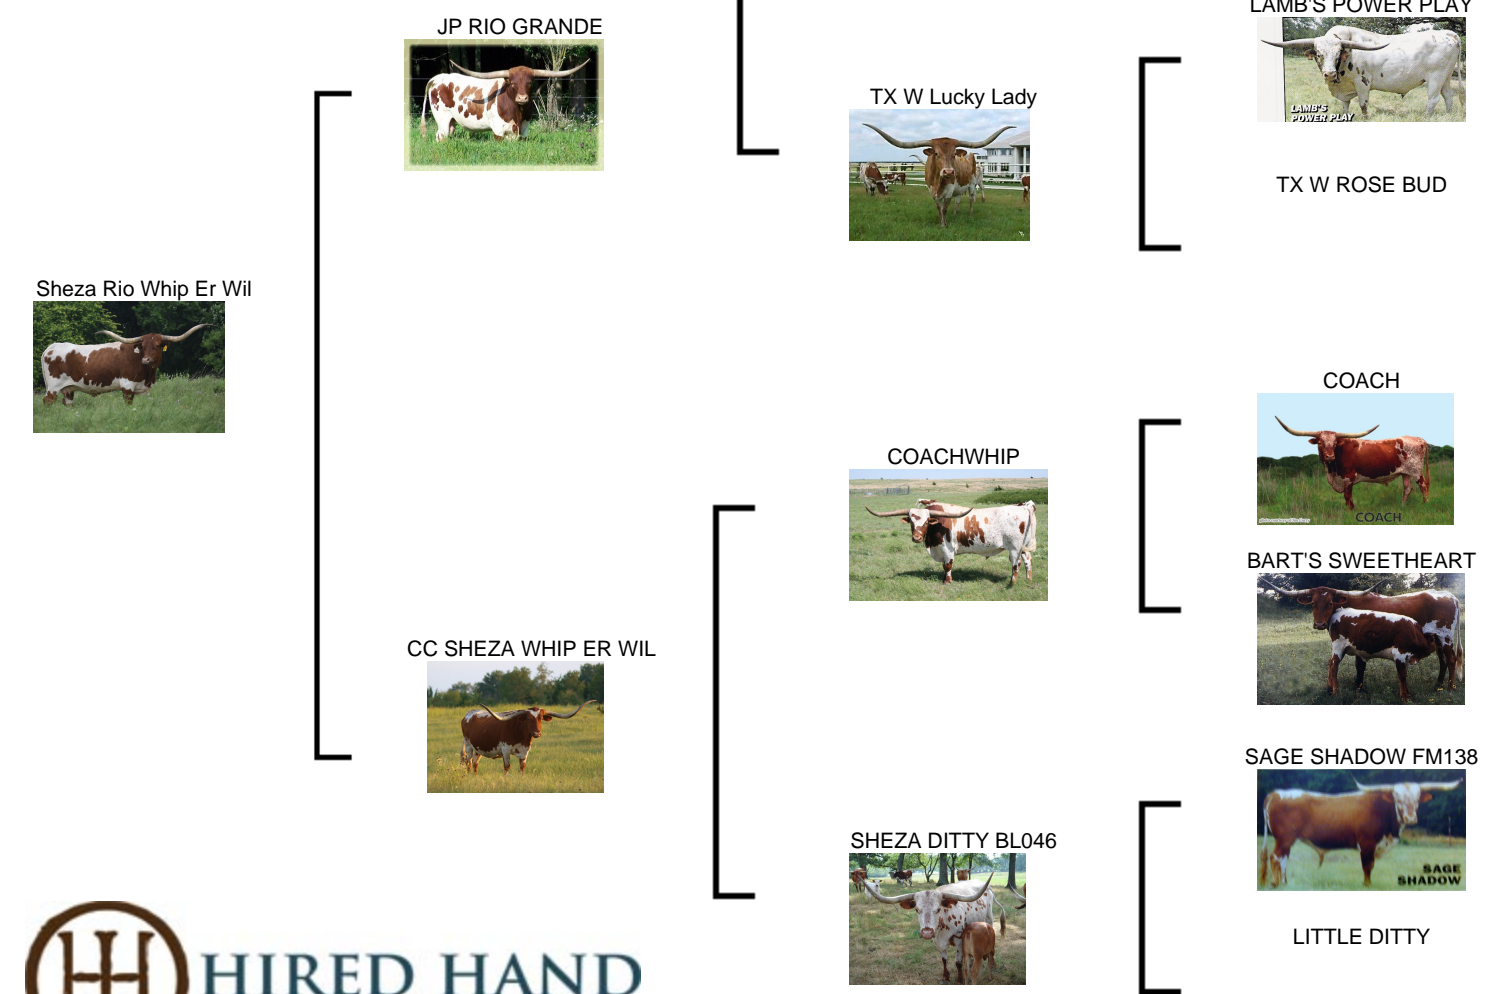 LAMB'S POWER PLAY
JP RIO GRANDE
TX W Lucky Lady
LAMB'S
POWER PLAY
TX W ROSE BUD
Sheza Rio Whip Er Wil
COACH
COACHWHIP
COACH
BART'S SWEETHEART
CC SHEZA WHIP ER WIL
SAGE SHADOW FM138
SHEZA DITTY BL046
SAGE
SHADOW
LITTLE DITTY
HIRED HAND